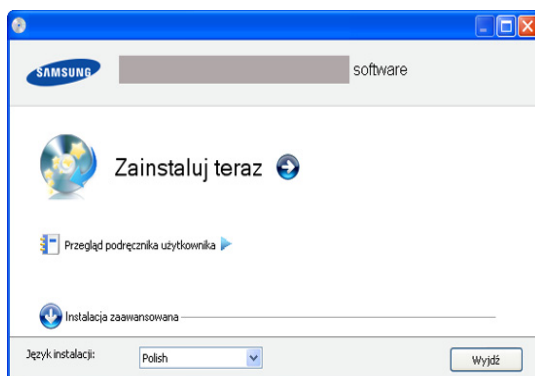 SAMSUNG
software
Zainstaluj teraz
Przegląd podręcznika użytkownika
Instalacja zaawansowana
Język instalacji:
Polish
Wyjdź